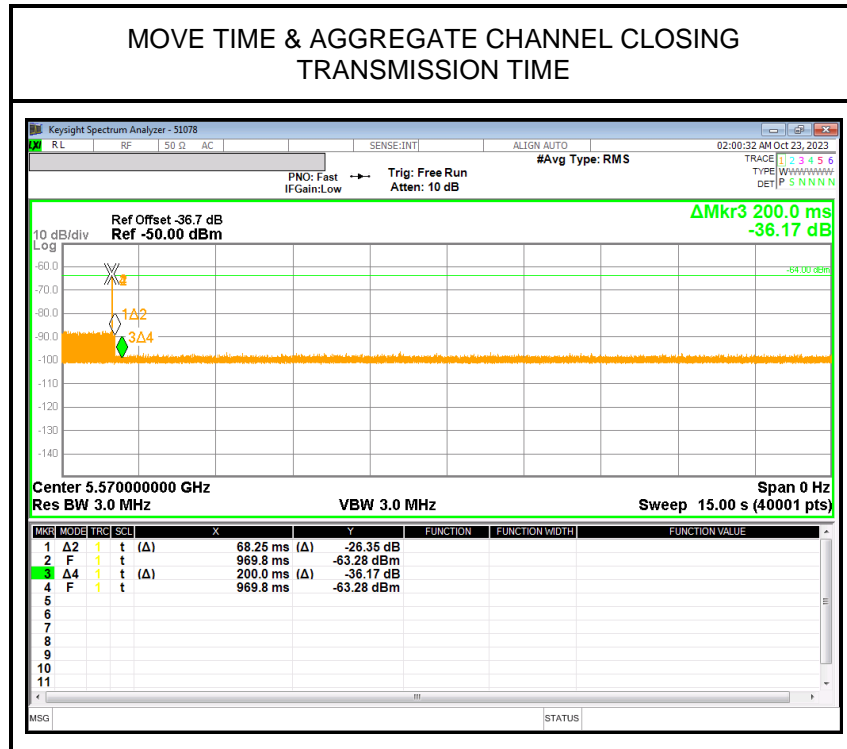 MOVE TIME & AGGREGATE CHANNEL CLOSING
TRANSMISSION TIME
Keysight Spectrum Analyzer - 51078
LXI RL RF 50 Ω AC SENSE:INT ALIGN AUTO 02:00:32 AM Oct 23, 2023
#Avg Type: RMS
TRACE 1 2 3 4 5 6
PNO: Fast Trig: Free Run
TYPE WWWWWW
IFGain:Low Atten: 10 dB
DET P S N N N N
ΔMkr3 200.0 ms
-36.17 dB
Ref Offset -36.7 dB
10 dB/div Ref -50.00 dBm
Log
-60.0
-64.00 dBm
-70.0
-80.0
1Δ2
-90.0
3Δ4
-100
-110
-120
-130
-140
Center 5.570000000 GHz Span 0 Hz
Res BW 3.0 MHz VBW 3.0 MHz Sweep 15.00 s (40001 pts)
MKR MODE TRC SCL X Y FUNCTION FUNCTION WIDTH FUNCTION VALUE
1 Δ2 1 t (Δ) 68.25 ms (Δ) -26.35 dB
2 F 1 t 969.8 ms -63.28 dBm
3 Δ4 1 t (Δ) 200.0 ms (Δ) -36.17 dB
4 F 1 t 969.8 ms -63.28 dBm
5
6
7
8
9
10
11
MSG STATUS